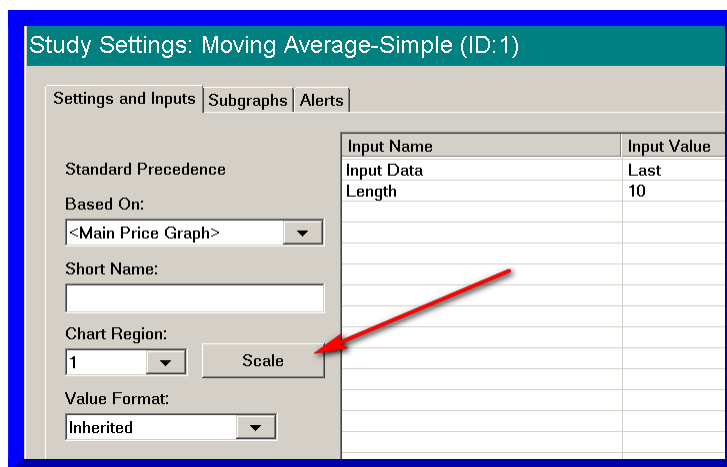 Study Settings: Moving Average-Simple (ID:1)
Settings and Inputs Subgraphs Alerts
Input Name Input Value
Standard Precedence
Input Data Last
Length 10
Based On:
<Main Price Graph>
Short Name:
Chart Region:
1 Scale
Value Format:
Inherited